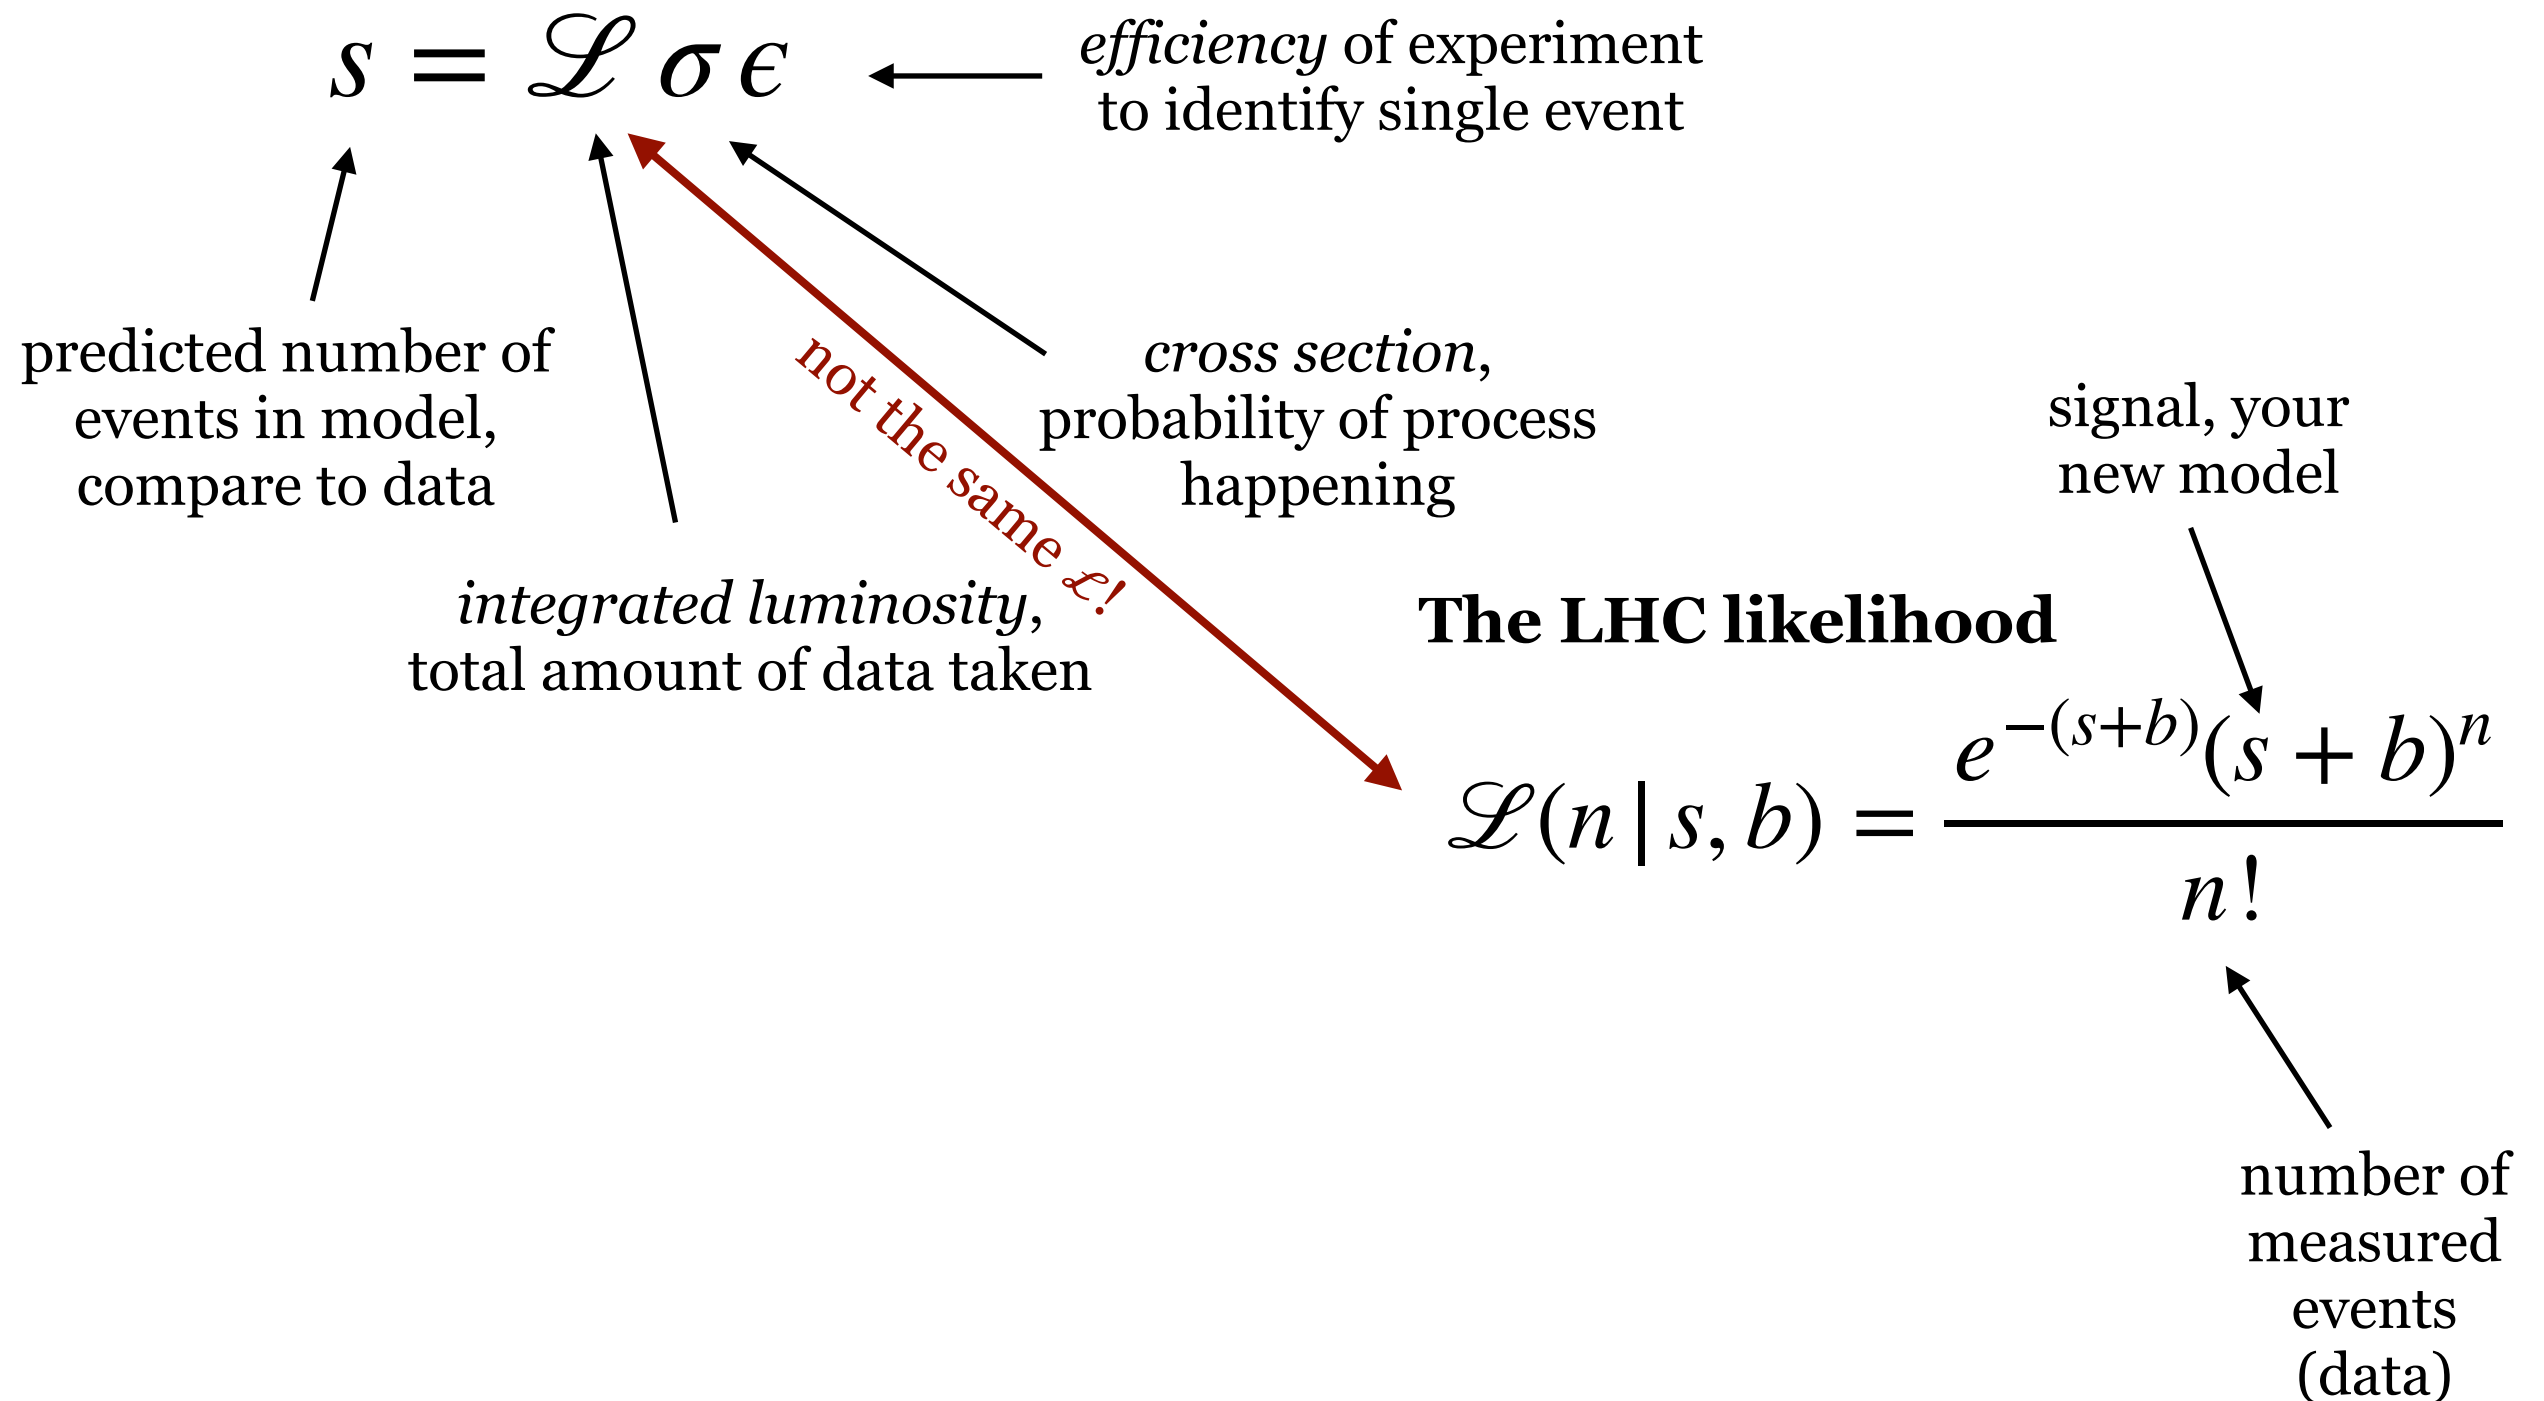 s = ℒ σ ϵ
efficiency of experiment
to identify single event
predicted number of
events in model,
compare to data
integrated luminosity,
total amount of data taken
not the same ℒ!
cross section,
probability of process
happening
signal, your
new model
The LHC likelihood
ℒ(n | s, b) = e^{−(s+b)}(s + b)^n / n!
number of
measured
events
(data)